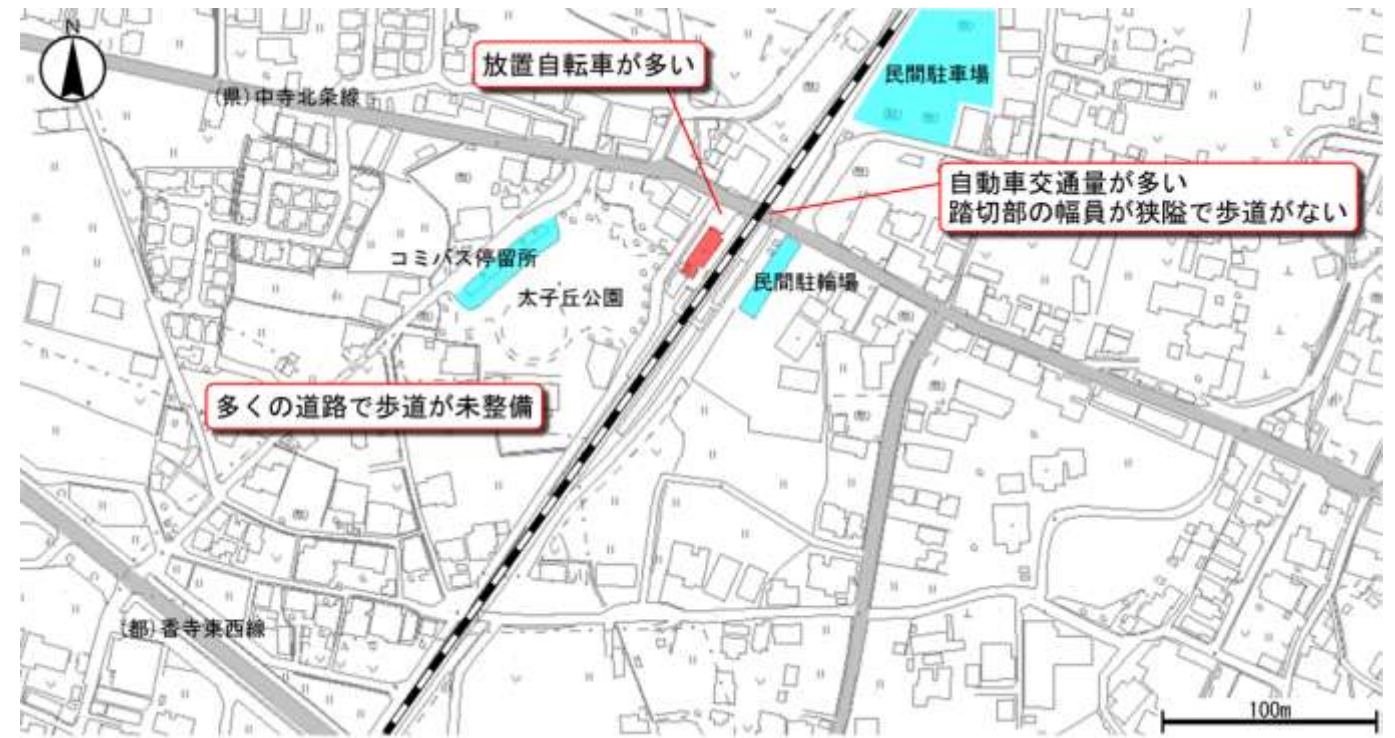 N
放置自転車が多い
民間駐車場
(県)中寺北条線
自動車交通量が多い
踏切部の幅員が狭隘で歩道がない
コミバス停留所
民間駐輪場
太子丘公園
多くの道路で歩道が未整備
(都)香寺東西線
100m